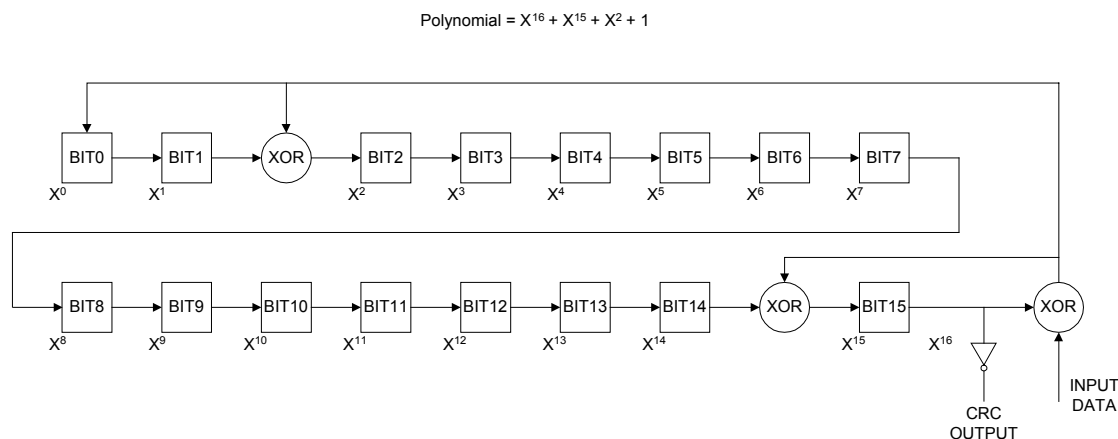 Polynomial = X¹⁶ + X¹⁵ + X² + 1
BIT0 BIT1 XOR BIT2 BIT3 BIT4 BIT5 BIT6 BIT7
X⁰ X¹ X² X³ X⁴ X⁵ X⁶ X⁷
BIT8 BIT9 BIT10 BIT11 BIT12 BIT13 BIT14 XOR BIT15 XOR
X⁸ X⁹ X¹⁰ X¹¹ X¹² X¹³ X¹⁴ X¹⁵ X¹⁶
INPUT
DATA
CRC
OUTPUT